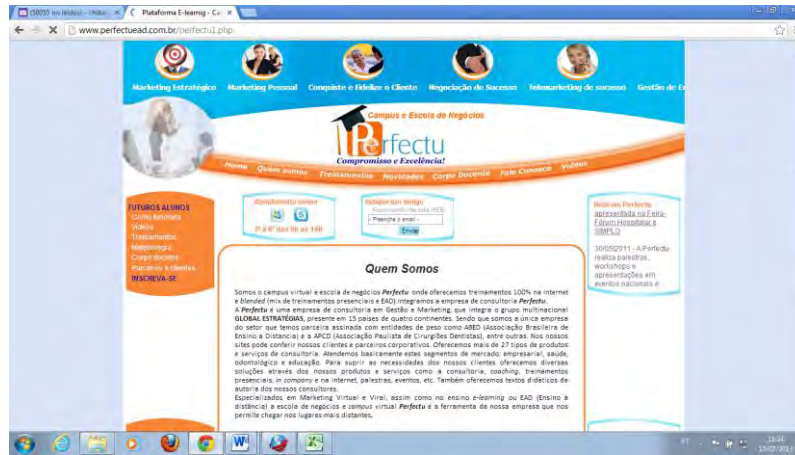 Plataforma E-learnig - Ca
www.perfectuead.com.br/perfectu1.php
Marketing Estratégico Marketing Pessoal Conquiste e Fidelize o Cliente Negociação de Sucesso Telemarketing de sucesso Gestão de E
Campus e Escola de Negócios
Perfectu
Compromisso e Excelência!
Home Quem somos Treinamentos Novidades Corpo Docente Fale Conosco Vídeos
FUTUROS ALUNOS
Como funciona
Vídeos
Treinamentos
Metodologia
Corpo docente
Parceiros e clientes
INSCREVA-SE
Atendimento online
2ª à 6ª das 9h as 18h
Indique um amigo
- Preenche o email -
Enviar
Notícias Perfectu
apresentada na Feira-
Fórum Hospitalar e
SIMPLO
30/05/2011 - A Perfectu
realiza palestras,
workshops e
apresentações em
eventos nacionais e
Quem Somos
Somos o campus virtual e escola de negócios Perfectu onde oferecemos treinamentos 100% na Internet
e blended (mix de treinamentos presenciais e EAD).Integramos a empresa de consultoria Perfectu.
A Perfectu é uma empresa de consultoria em Gestão e Marketing, que integra o grupo multinacional
GLOBAL ESTRATÉGIAS, presente em 15 países de quatro continentes. Sendo que somos a única empresa
do setor que temos parceria assinada com entidades de peso como ABED (Associação Brasileira de
Ensino a Distancia) e a APCD (Associação Paulista de Cirurgiões Dentistas), entre outras. Nos nossos
sites pode conferir nossos clientes e parceiros corporativos. Oferecemos mais de 27 tipos de produtos
e serviços de consultoria. Atendemos basicamente estes segmentos de mercado: empresarial, saúde,
odontológico e educação. Para suprir as necessidades dos nossos clientes oferecemos diversas
soluções através dos nossos produtos e serviços como a consultoria, coaching, treinamentos
presenciais, in company e na Internet, palestras, eventos, etc. Também oferecemos textos didáticos da
autoria dos nossos consultores.
Especializados em Marketing Virtual e Viral, assim como no ensino e-learning ou EAD (Ensino à
distância) a escola de negócios e campus virtual Perfectu é a ferramenta da nossa empresa que nos
permite chegar nos lugares mais distantes.
PT